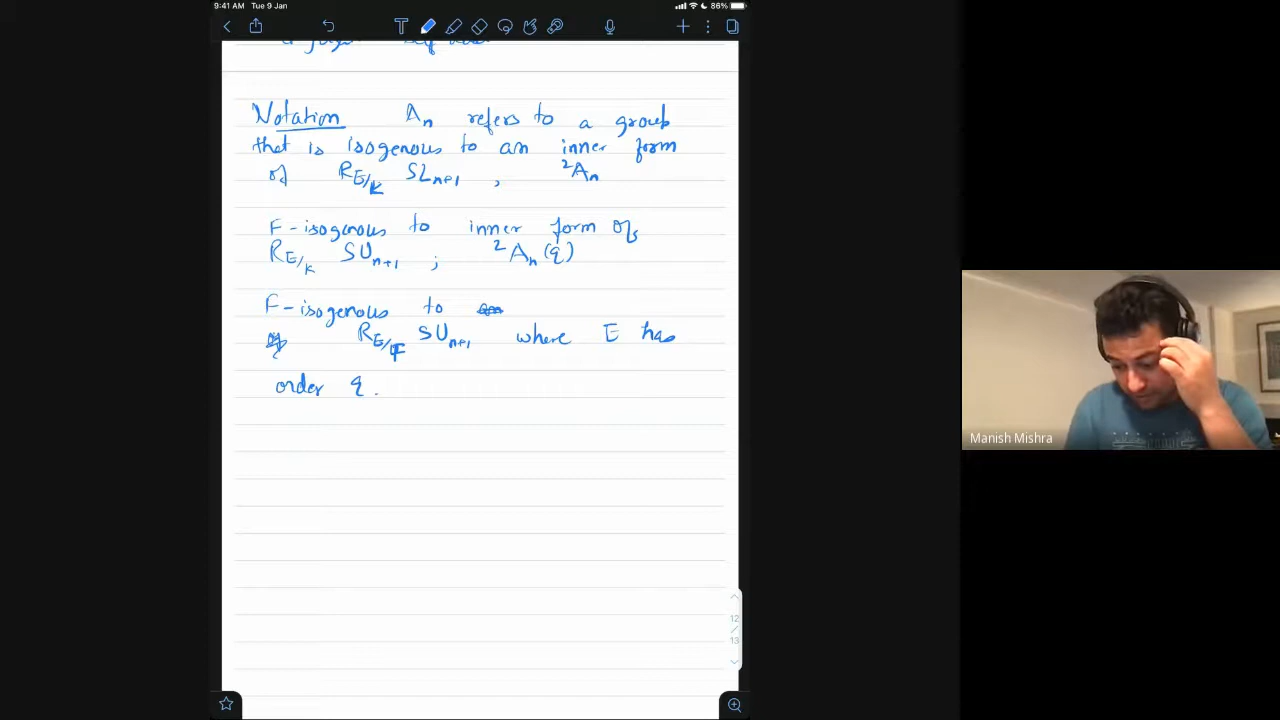 9:41 AM Tue 9 Jan
86%
Notation A_n refers to a group
that is isogenous to an inner form
of R_{E/k} SL_{n+1} , ²A_n
F-isogenous to inner form of
R_{E/k} SU_{n+1} ; ²A_n(q)
F-isogenous to
R_{E/F} SU_{n+1} where E has
order q.
12
/
13
Manish Mishra